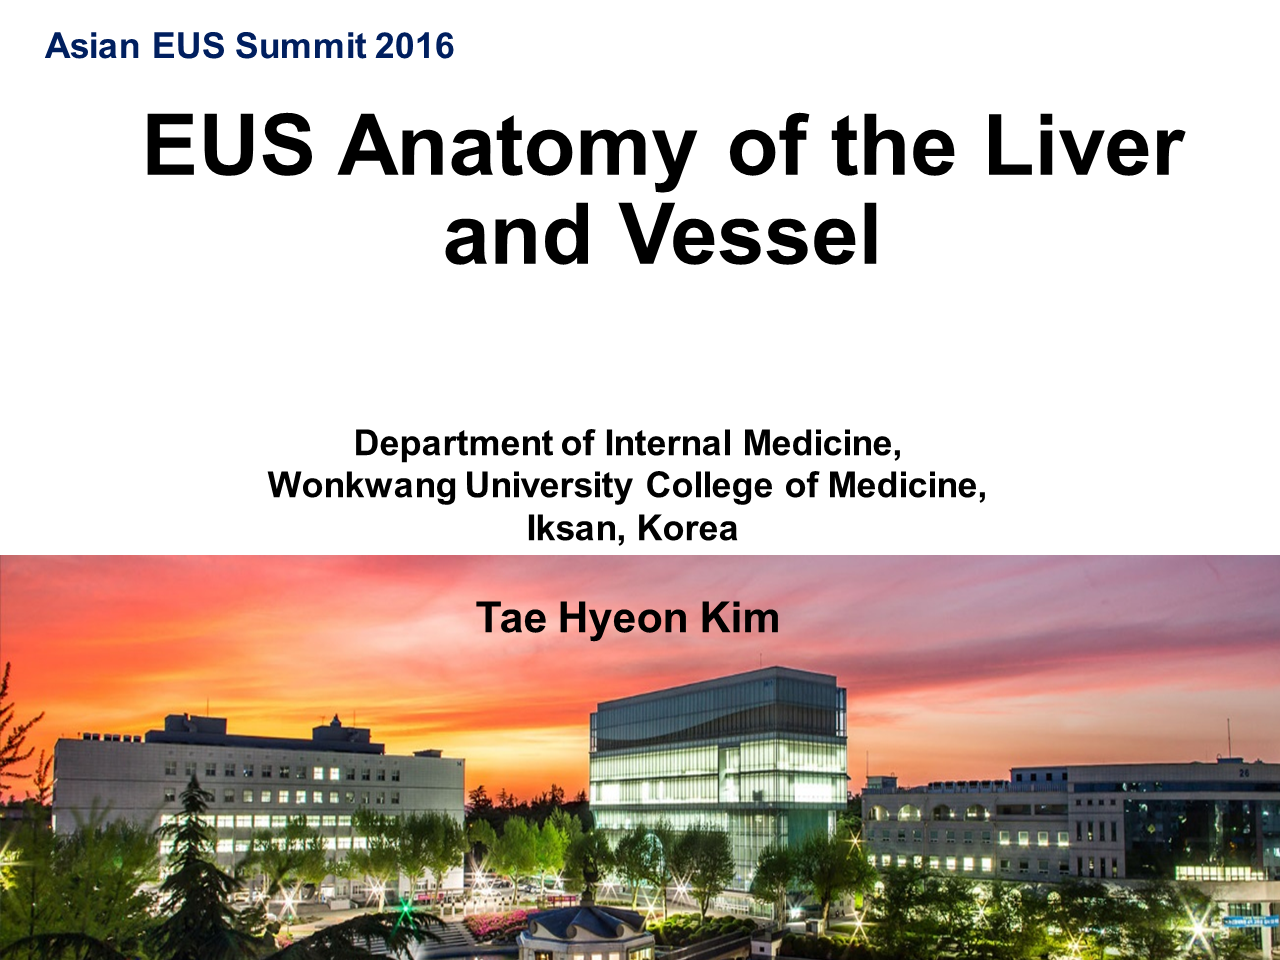 Asian EUS Summit 2016
EUS Anatomy of the Liver
and Vessel
Department of Internal Medicine,
Wonkwang University College of Medicine,
Iksan, Korea
Tae Hyeon Kim
26